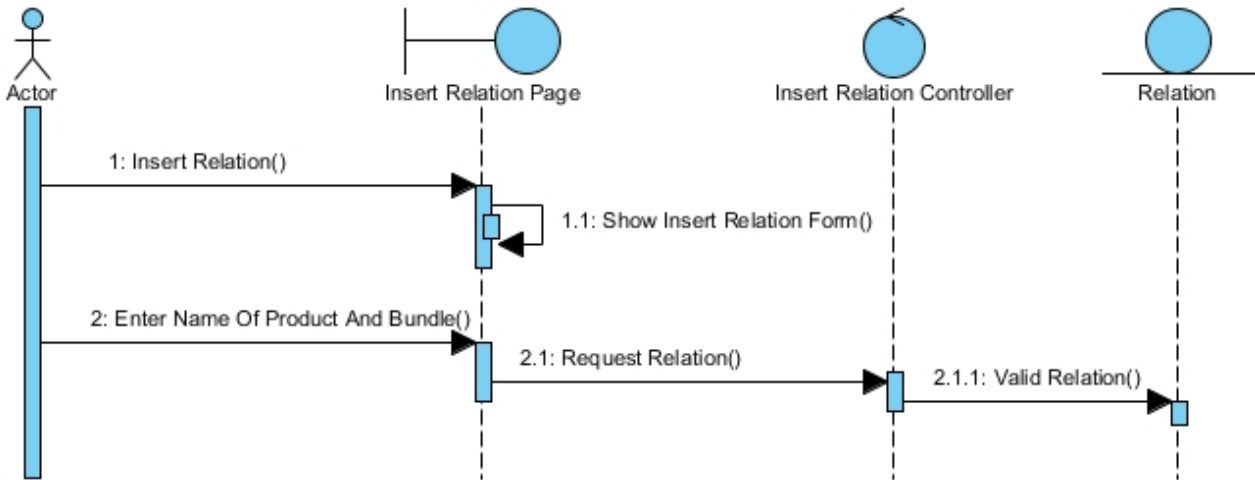 Actor
Insert Relation Page
Insert Relation Controller
Relation
1: Insert Relation()
1.1: Show Insert Relation Form()
2: Enter Name Of Product And Bundle()
2.1: Request Relation()
2.1.1: Valid Relation()